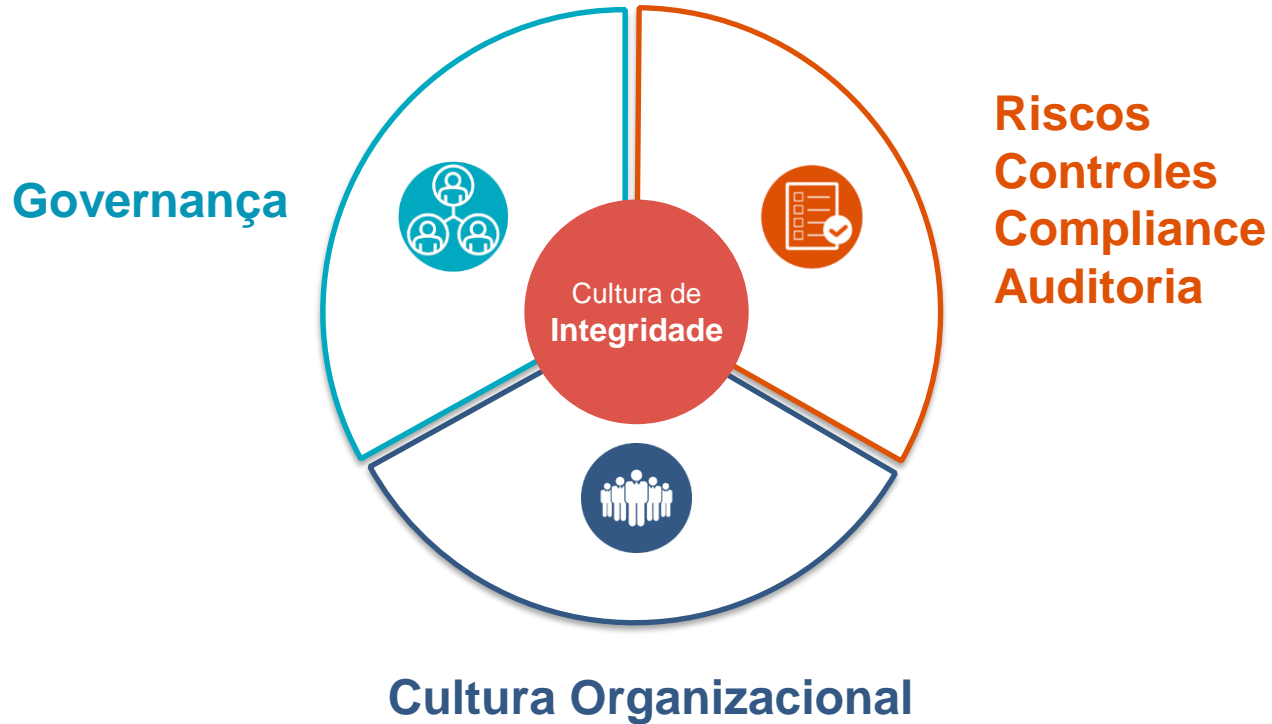 Governança
Riscos
Controles
Compliance
Auditoria
Cultura de
Integridade
Cultura Organizacional